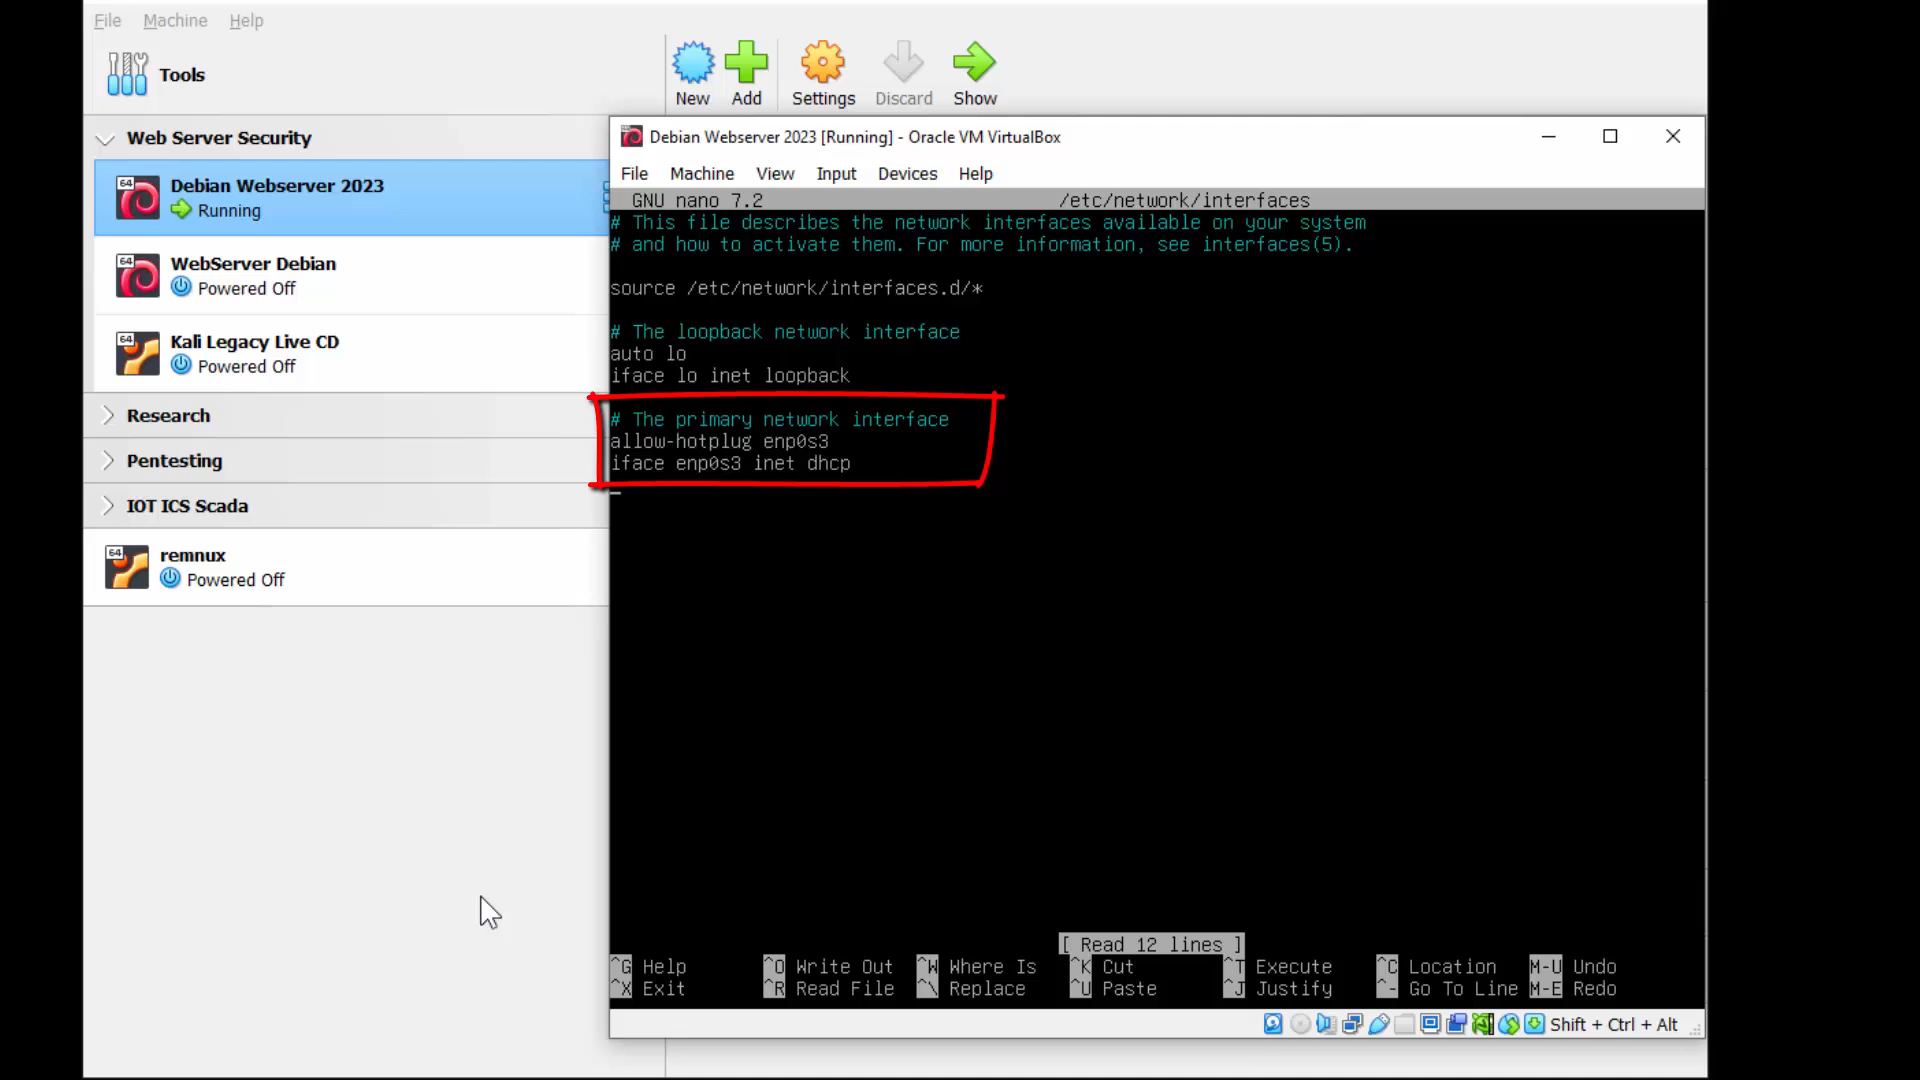 File Machine Help
Tools
New Add Settings Discard Show
Web Server Security
64 Debian Webserver 2023
Running
64 WebServer Debian
Powered Off
64 Kali Legacy Live CD
Powered Off
Research
Pentesting
IOT ICS Scada
64 remnux
Powered Off
Debian Webserver 2023 [Running] - Oracle VM VirtualBox
File Machine View Input Devices Help
GNU nano 7.2 /etc/network/interfaces
# This file describes the network interfaces available on your system
# and how to activate them. For more information, see interfaces(5).
source /etc/network/interfaces.d/*
# The loopback network interface
auto lo
iface lo inet loopback
# The primary network interface
allow-hotplug enp0s3
iface enp0s3 inet dhcp
[ Read 12 lines ]
^G Help ^O Write Out ^W Where Is ^K Cut ^T Execute ^C Location M-U Undo
^X Exit ^R Read File ^\ Replace ^U Paste ^J Justify ^- Go To Line M-E Redo
Shift + Ctrl + Alt